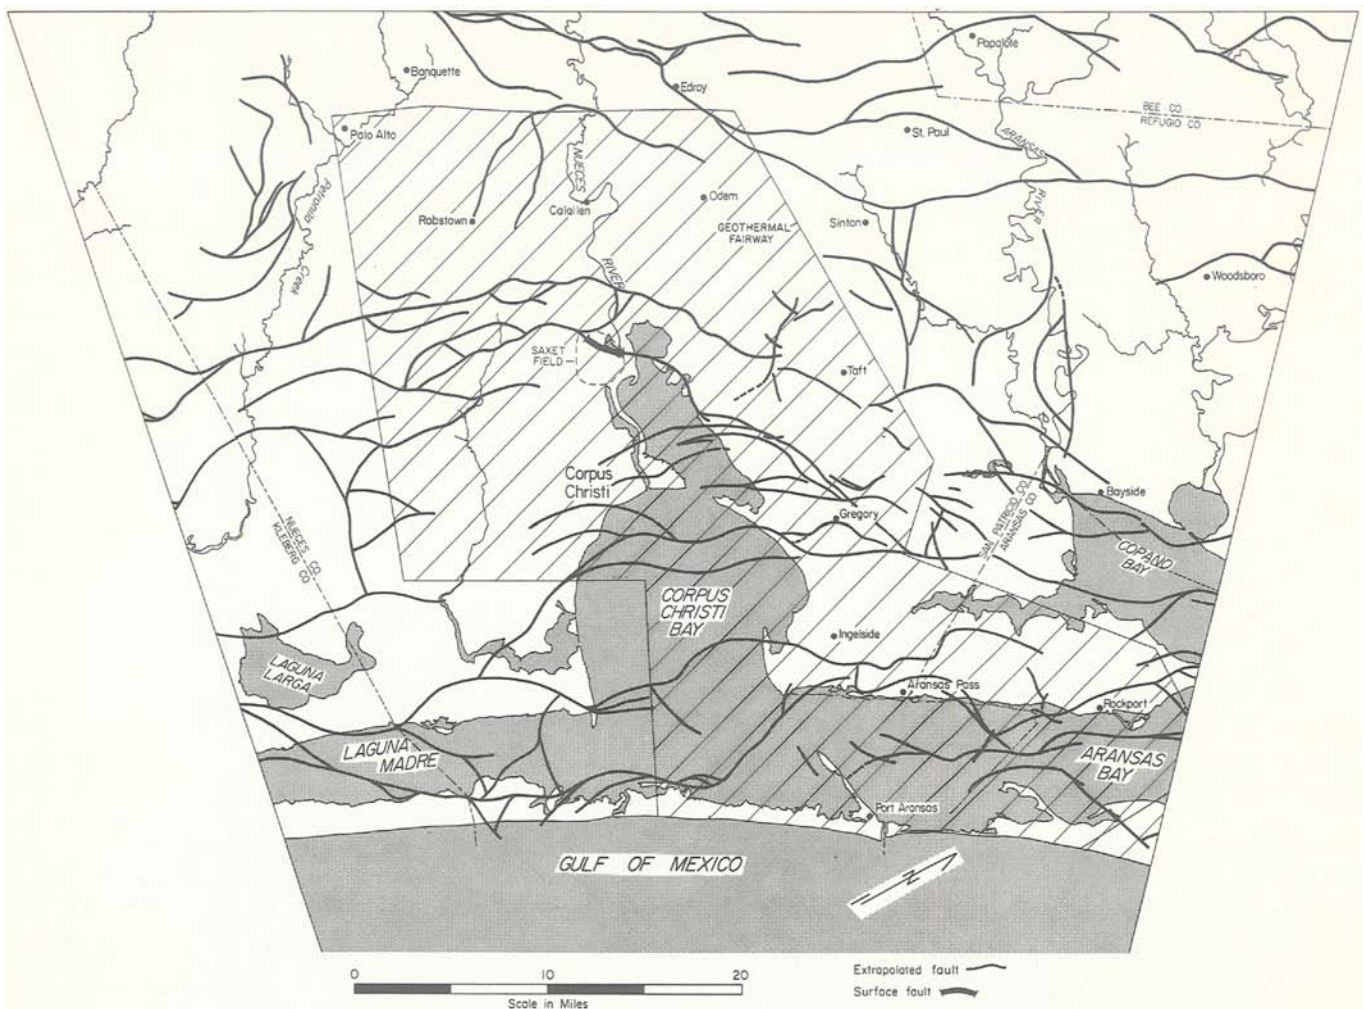 Papalote
Banquette
Edroy
BEE CO
REFUGIO CO
Palo Alto
St. Paul
ARANSAS
RIVER
NUECES
RIVER
Petronila
Creek
Calallen
Odem
Robstown
Sinton
GEOTHERMAL
FAIRWAY
Woodsboro
SAXET
FIELD
Taft
Corpus
Christi
Bayside
Gregory
NUECES CO.
KLEBERG CO
SAN PATRICIO CO.
ARANSAS CO
COPANO
BAY
CORPUS
CHRISTI
BAY
Ingelside
LAGUNA
LARGA
Aransas Pass
Rockport
LAGUNA
MADRE
ARANSAS
BAY
Port Aransas
GULF OF MEXICO
N
0 10 20
Scale in Miles
Extrapolated fault
Surface fault